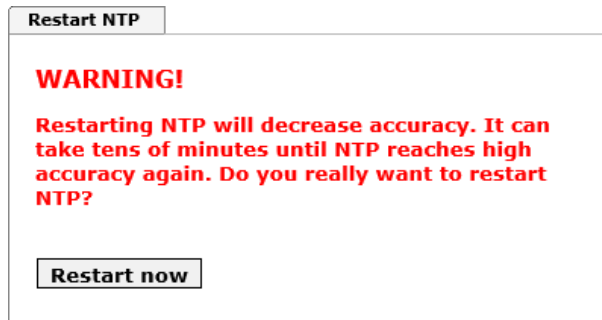 Restart NTP
WARNING!
Restarting NTP will decrease accuracy. It can
take tens of minutes until NTP reaches high
accuracy again. Do you really want to restart
NTP?
Restart now